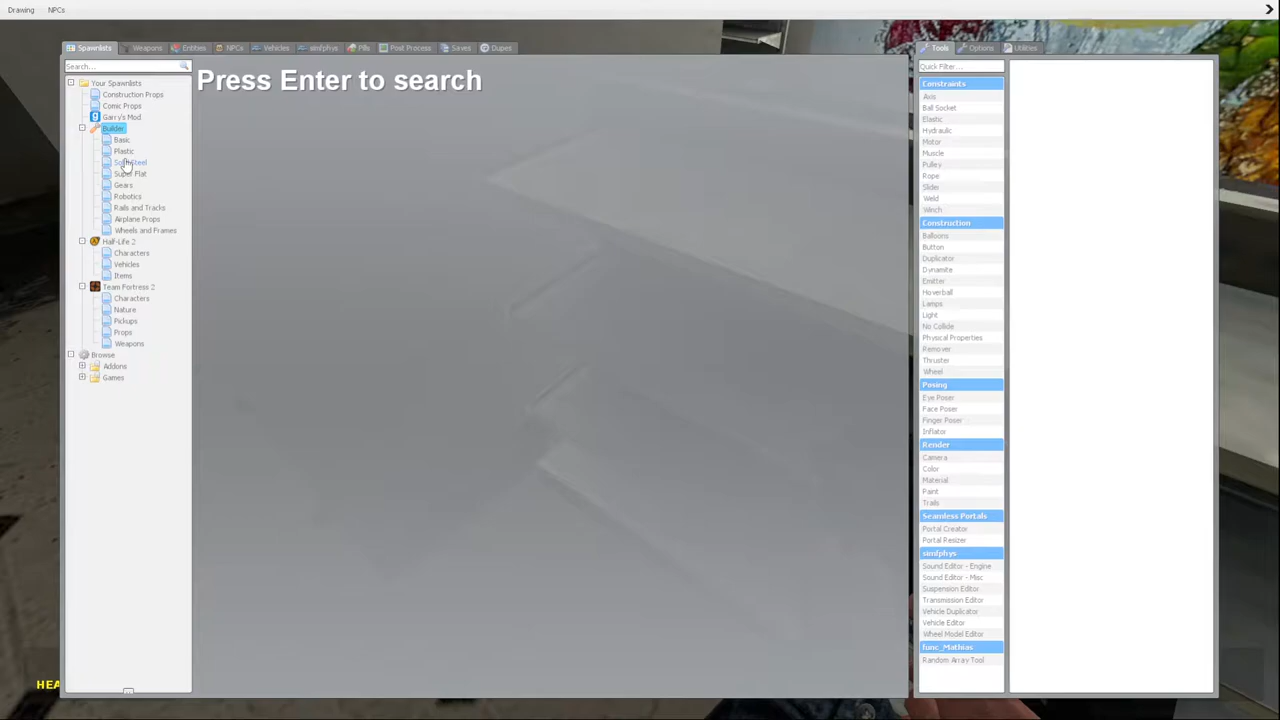 Drawing NPCs
Spawnlists Weapons Entities NPCs Vehicles simfphys Pills Post Process Saves Dupes
Tools Options Utilities
Search...
Press Enter to search
Your Spawnlists
Construction Props
Comic Props
Garry's Mod
Builder
Basic
Plastic
Super Flat
Gears
Robotics
Rails and Tracks
Airplane Props
Wheels and Frames
Half-Life 2
Characters
Vehicles
Items
Team Fortress 2
Characters
Nature
Pickups
Props
Weapons
Browse
Addons
Games
HEA
Quick Filter...
Constraints
Axis
Ball Socket
Elastic
Hydraulic
Motor
Muscle
Pulley
Rope
Slider
Weld
Winch
Construction
Balloons
Button
Duplicator
Dynamite
Emitter
Hoverball
Lamps
Light
No Collide
Physical Properties
Remover
Thruster
Wheel
Posing
Eye Poser
Face Poser
Finger Poser
Inflator
Render
Camera
Color
Material
Paint
Trails
Seamless Portals
Portal Creator
Portal Resizer
simfphys
Sound Editor - Engine
Sound Editor - Misc
Suspension Editor
Transmission Editor
Vehicle Duplicator
Vehicle Editor
Wheel Model Editor
func_Mathias
Random Array Tool